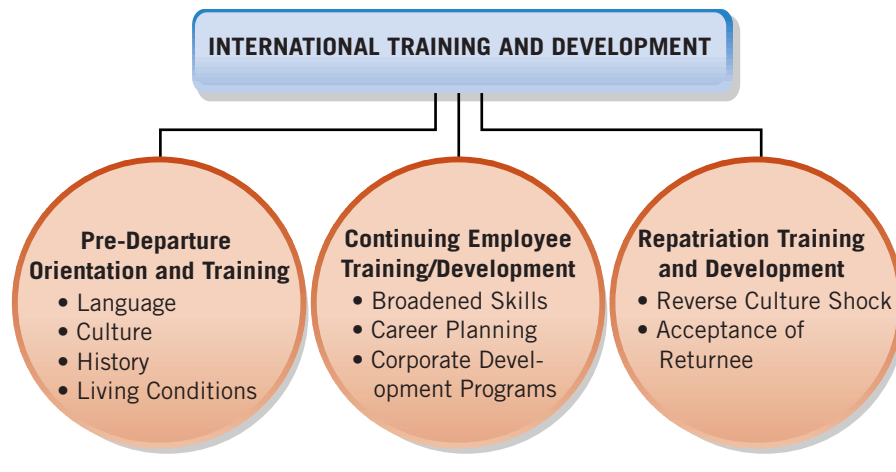 INTERNATIONAL TRAINING AND DEVELOPMENT
Pre-Departure
Orientation and Training
• Language
• Culture
• History
• Living Conditions
Continuing Employee
Training/Development
• Broadened Skills
• Career Planning
• Corporate Devel-
opment Programs
Repatriation Training
and Development
• Reverse Culture Shock
• Acceptance of
Returnee